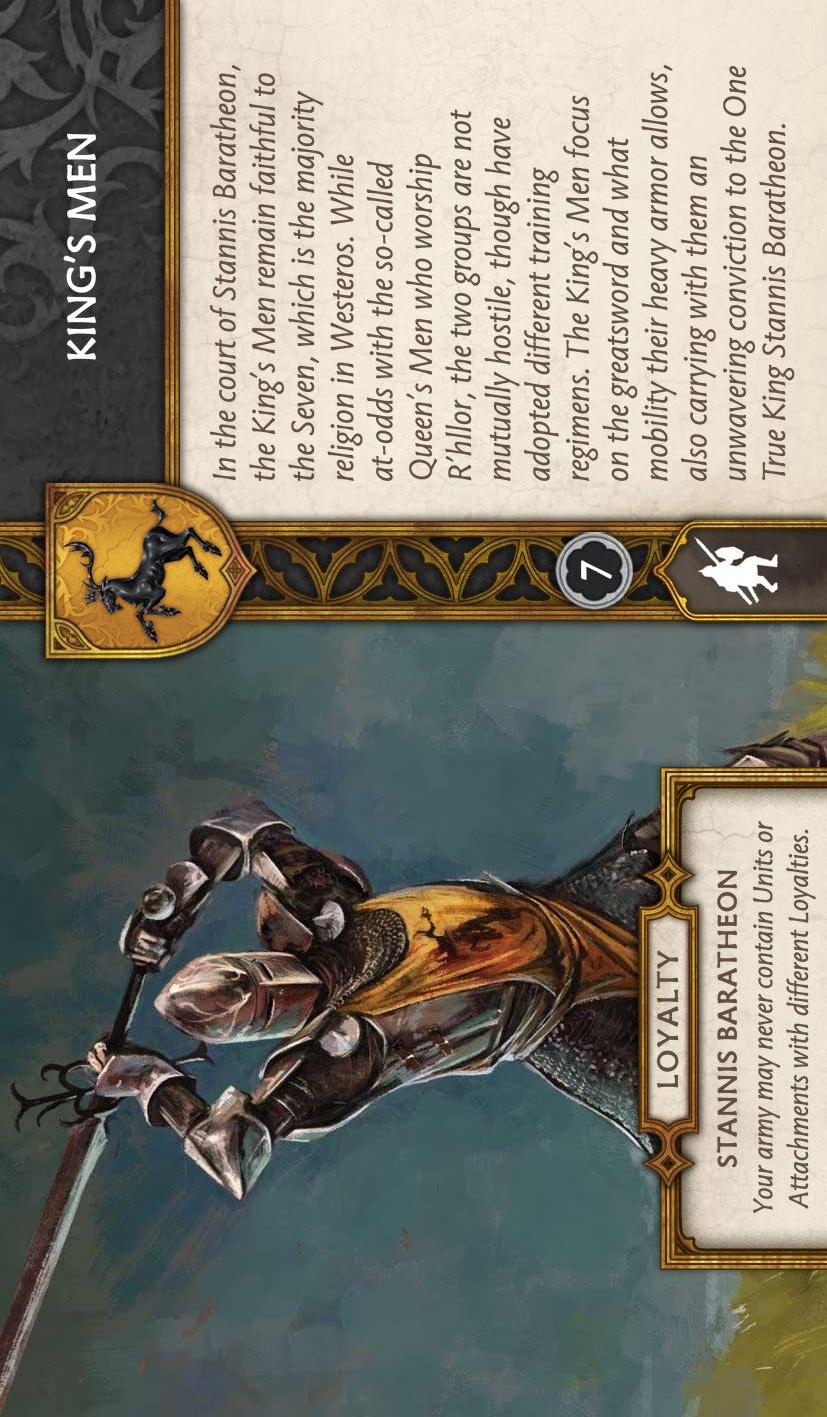 KING'S MEN
In the court of Stannis Baratheon,
the King's Men remain faithful to
the Seven, which is the majority
religion in Westeros. While
at-odds with the so-called
Queen's Men who worship
R'hllor, the two groups are not
mutually hostile, though have
adopted different training
regimens. The King's Men focus
on the greatsword and what
mobility their heavy armor allows,
also carrying with them an
unwavering conviction to the One
True King Stannis Baratheon.
7
LOYALTY
STANNIS BARATHEON
Your army may never contain Units or
Attachments with different Loyalties.